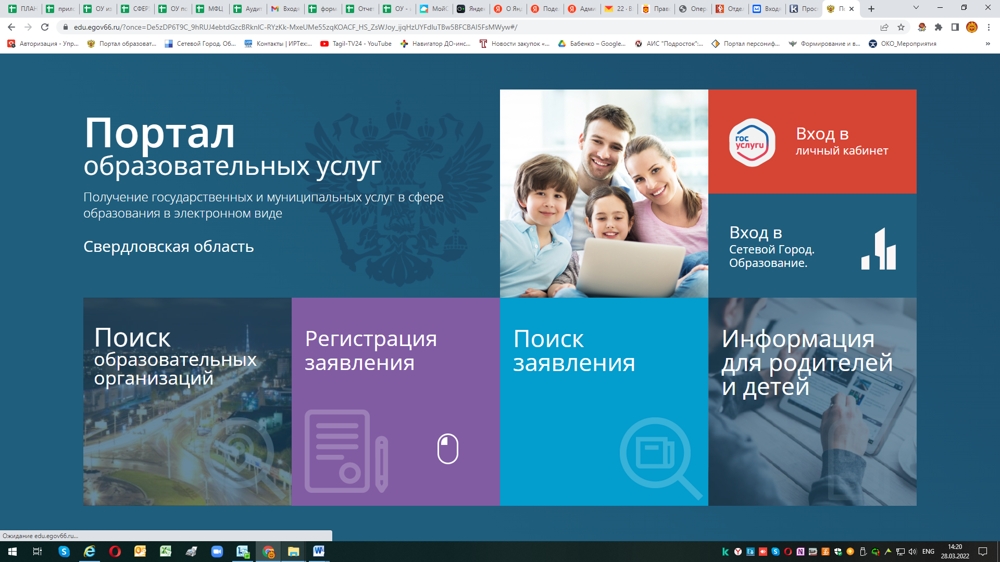 ПЛАН
прил
ОУ из
СФЕР
ОУ по
МФЦ
Аудит
Входя
форм
Отчет
ОУ -
МойС
Яндек
О Янд
Поде
Адми
22 · В
Прав
Опер
Отдел
Входя
Прос
По
edu.egov66.ru/?once=De5zDP6T9C_9hRUJ4ebtdGzcBRknIC-RYzKk-MxeUMe55zqKOACF_HS_ZsWJoy_ijqHzUYFdIuTBw5BFCBAI5FsMWyw#/
Авторизация - Упр...
Портал образоват...
Сетевой Город. Об...
Контакты | ИРТех:...
Tagil-TV24 - YouTube
Навигатор ДО-инс...
Новости закупок «...
Бабенко – Google...
АИС "Подросток":...
Портал персониф...
Формирование и в...
ОКО_Мероприятия
»
Портал
образовательных услуг
Получение государственных и муниципальных услуг в сфере
образования в электронном виде
Свердловская область
гос
услуги
Вход в
личный кабинет
Вход в
Сетевой Город.
Образование.
Поиск
образовательных
организаций
Регистрация
заявления
Поиск
заявления
Информация
для родителей
и детей
Ожидание edu.egov66.ru...
ENG
14:20
28.03.2022